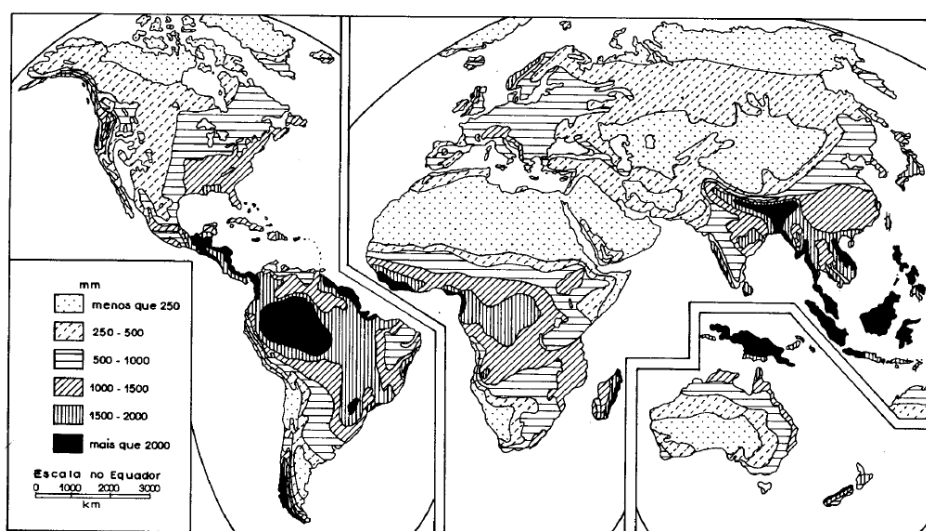 mm
menos que 250
250 - 500
500 - 1000
1000 - 1500
1500 - 2000
mais que 2000
Escala no Equador
0 1000 2000 3000
km